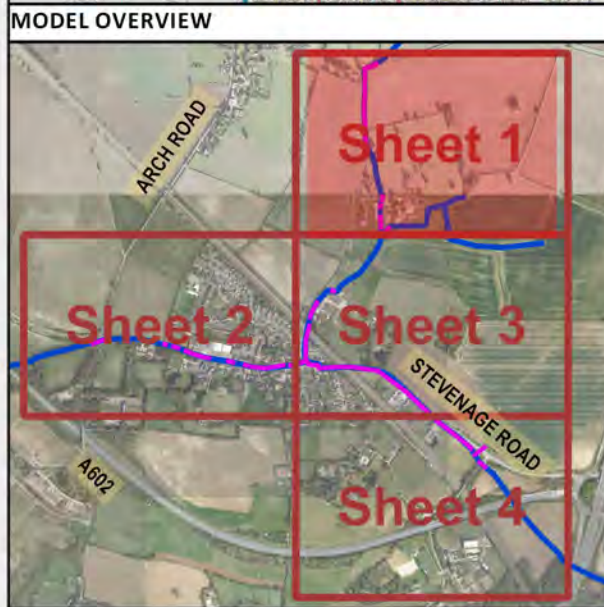 MODEL OVERVIEW
ARCH ROAD
Sheet 1
Sheet 2
Sheet 3
STEVENAGE ROAD
A602
Sheet 4